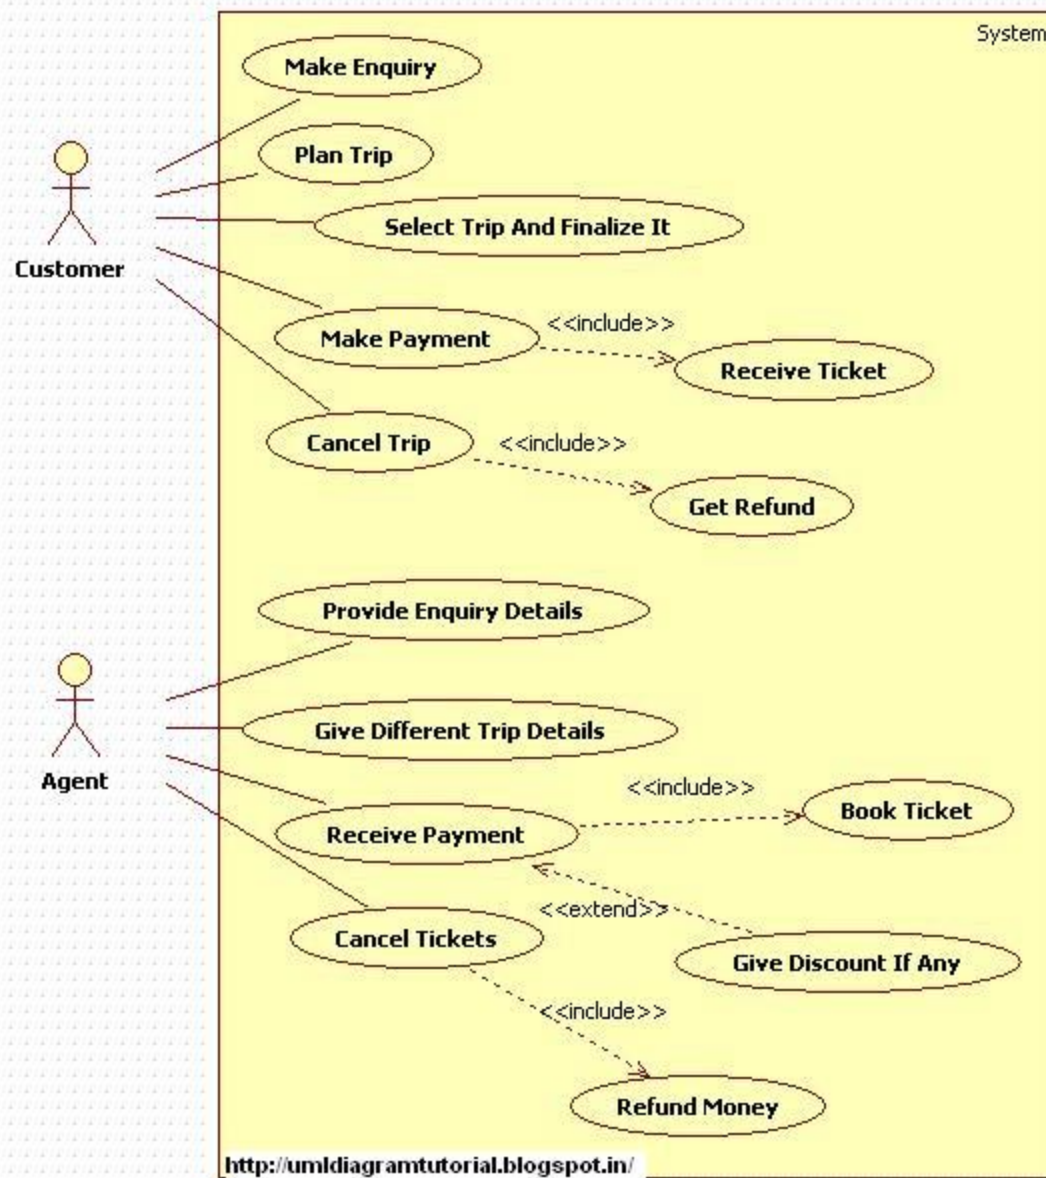 System
Make Enquiry
Plan Trip
Select Trip And Finalize It
Customer
Make Payment
<<include>>
Receive Ticket
Cancel Trip
<<include>>
Get Refund
Provide Enquiry Details
Give Different Trip Details
Agent
<<include>>
Book Ticket
Receive Payment
<<extend>>
Cancel Tickets
Give Discount If Any
<<include>>
Refund Money
http://umldiagramtutorial.blogspot.in/